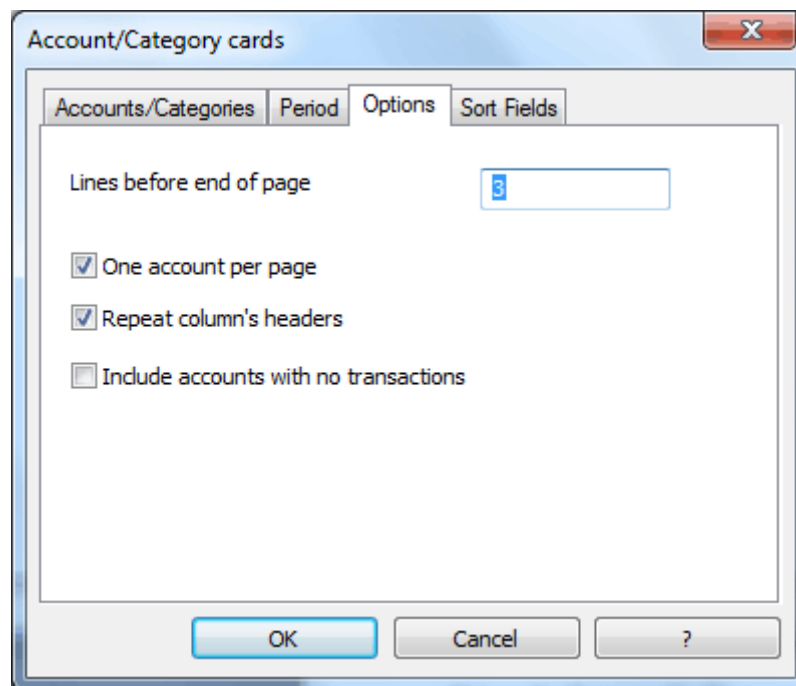 Account/Category cards
Accounts/Categories Period Options Sort Fields
Lines before end of page 3
One account per page
Repeat column's headers
Include accounts with no transactions
OK Cancel ?